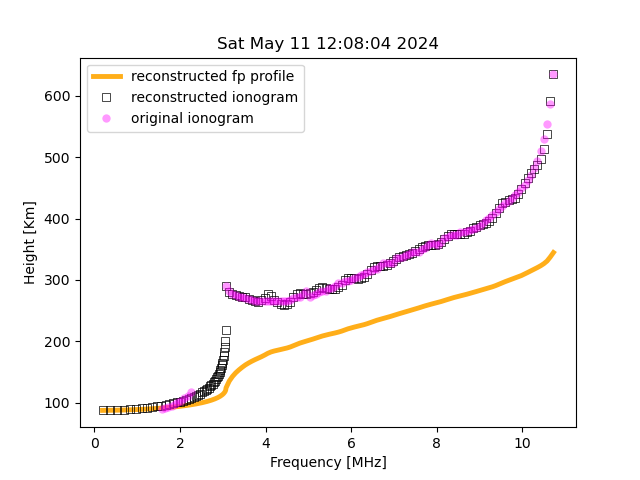 Sat May 11 12:08:04 2024
reconstructed fp profile
reconstructed ionogram
original ionogram
Height [Km]
600
500
400
300
200
100
0 2 4 6 8 10
Frequency [MHz]